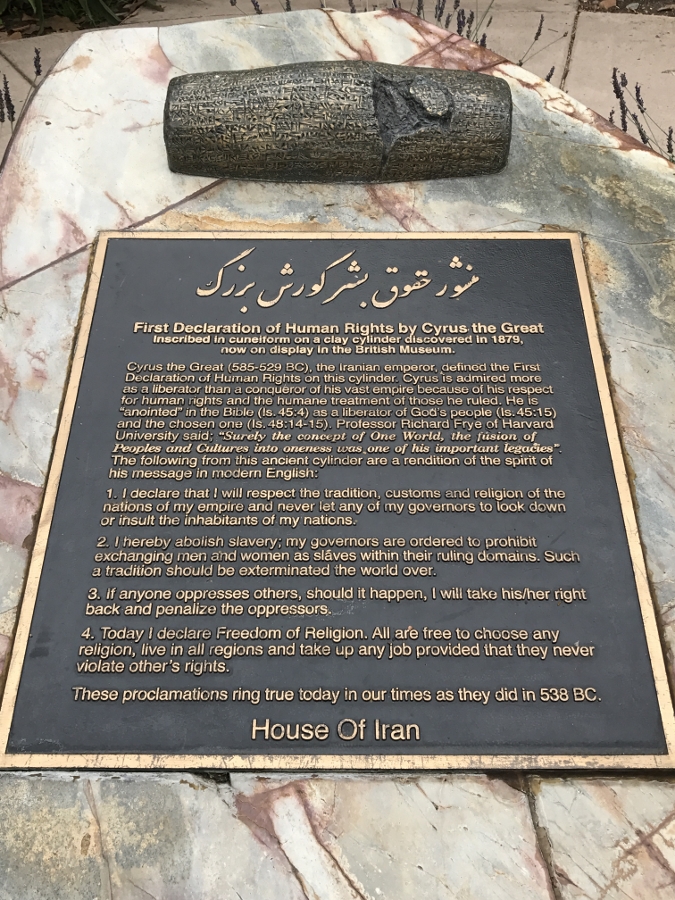 منشور حقوق بشر کورش بزرگ
First Declaration of Human Rights by Cyrus the Great
Inscribed in cuneiform on a clay cylinder discovered in 1879,
now on display in the British Museum.
Cyrus the Great (585-529 BC), the Iranian emperor, defined the First
Declaration of Human Rights on this cylinder. Cyrus is admired more
as a liberator than a conqueror of his vast empire because of his respect
for human rights and the humane treatment of those he ruled. He is
"anointed" in the Bible (Is. 45:4) as a liberator of God's people (Is. 45:15)
and the chosen one (Is. 48:14-15). Professor Richard Frye of Harvard
University said; "Surely the concept of One World, the fusion of
Peoples and Cultures into oneness was one of his important legacies".
The following from this ancient cylinder are a rendition of the spirit of
his message in modern English:
1. I declare that I will respect the tradition, customs and religion of the
nations of my empire and never let any of my governors to look down
or insult the inhabitants of my nations.
2. I hereby abolish slavery; my governors are ordered to prohibit
exchanging men and women as slaves within their ruling domains. Such
a tradition should be exterminated the world over.
3. If anyone oppresses others, should it happen, I will take his/her right
back and penalize the oppressors.
4. Today I declare Freedom of Religion. All are free to choose any
religion, live in all regions and take up any job provided that they never
violate other's rights.
These proclamations ring true today in our times as they did in 538 BC.
House Of Iran